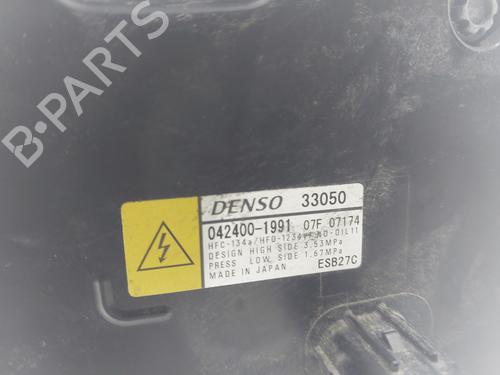 B-PARTS
DENSO 33050
042400-1991 07F 07174
HFC-134a/HFO-1234yf ND-OIL11
DESIGN HIGH SIDE 3.53MPa
PRESS LOW SIDE 1.67MPa
MADE IN JAPAN ESB27C